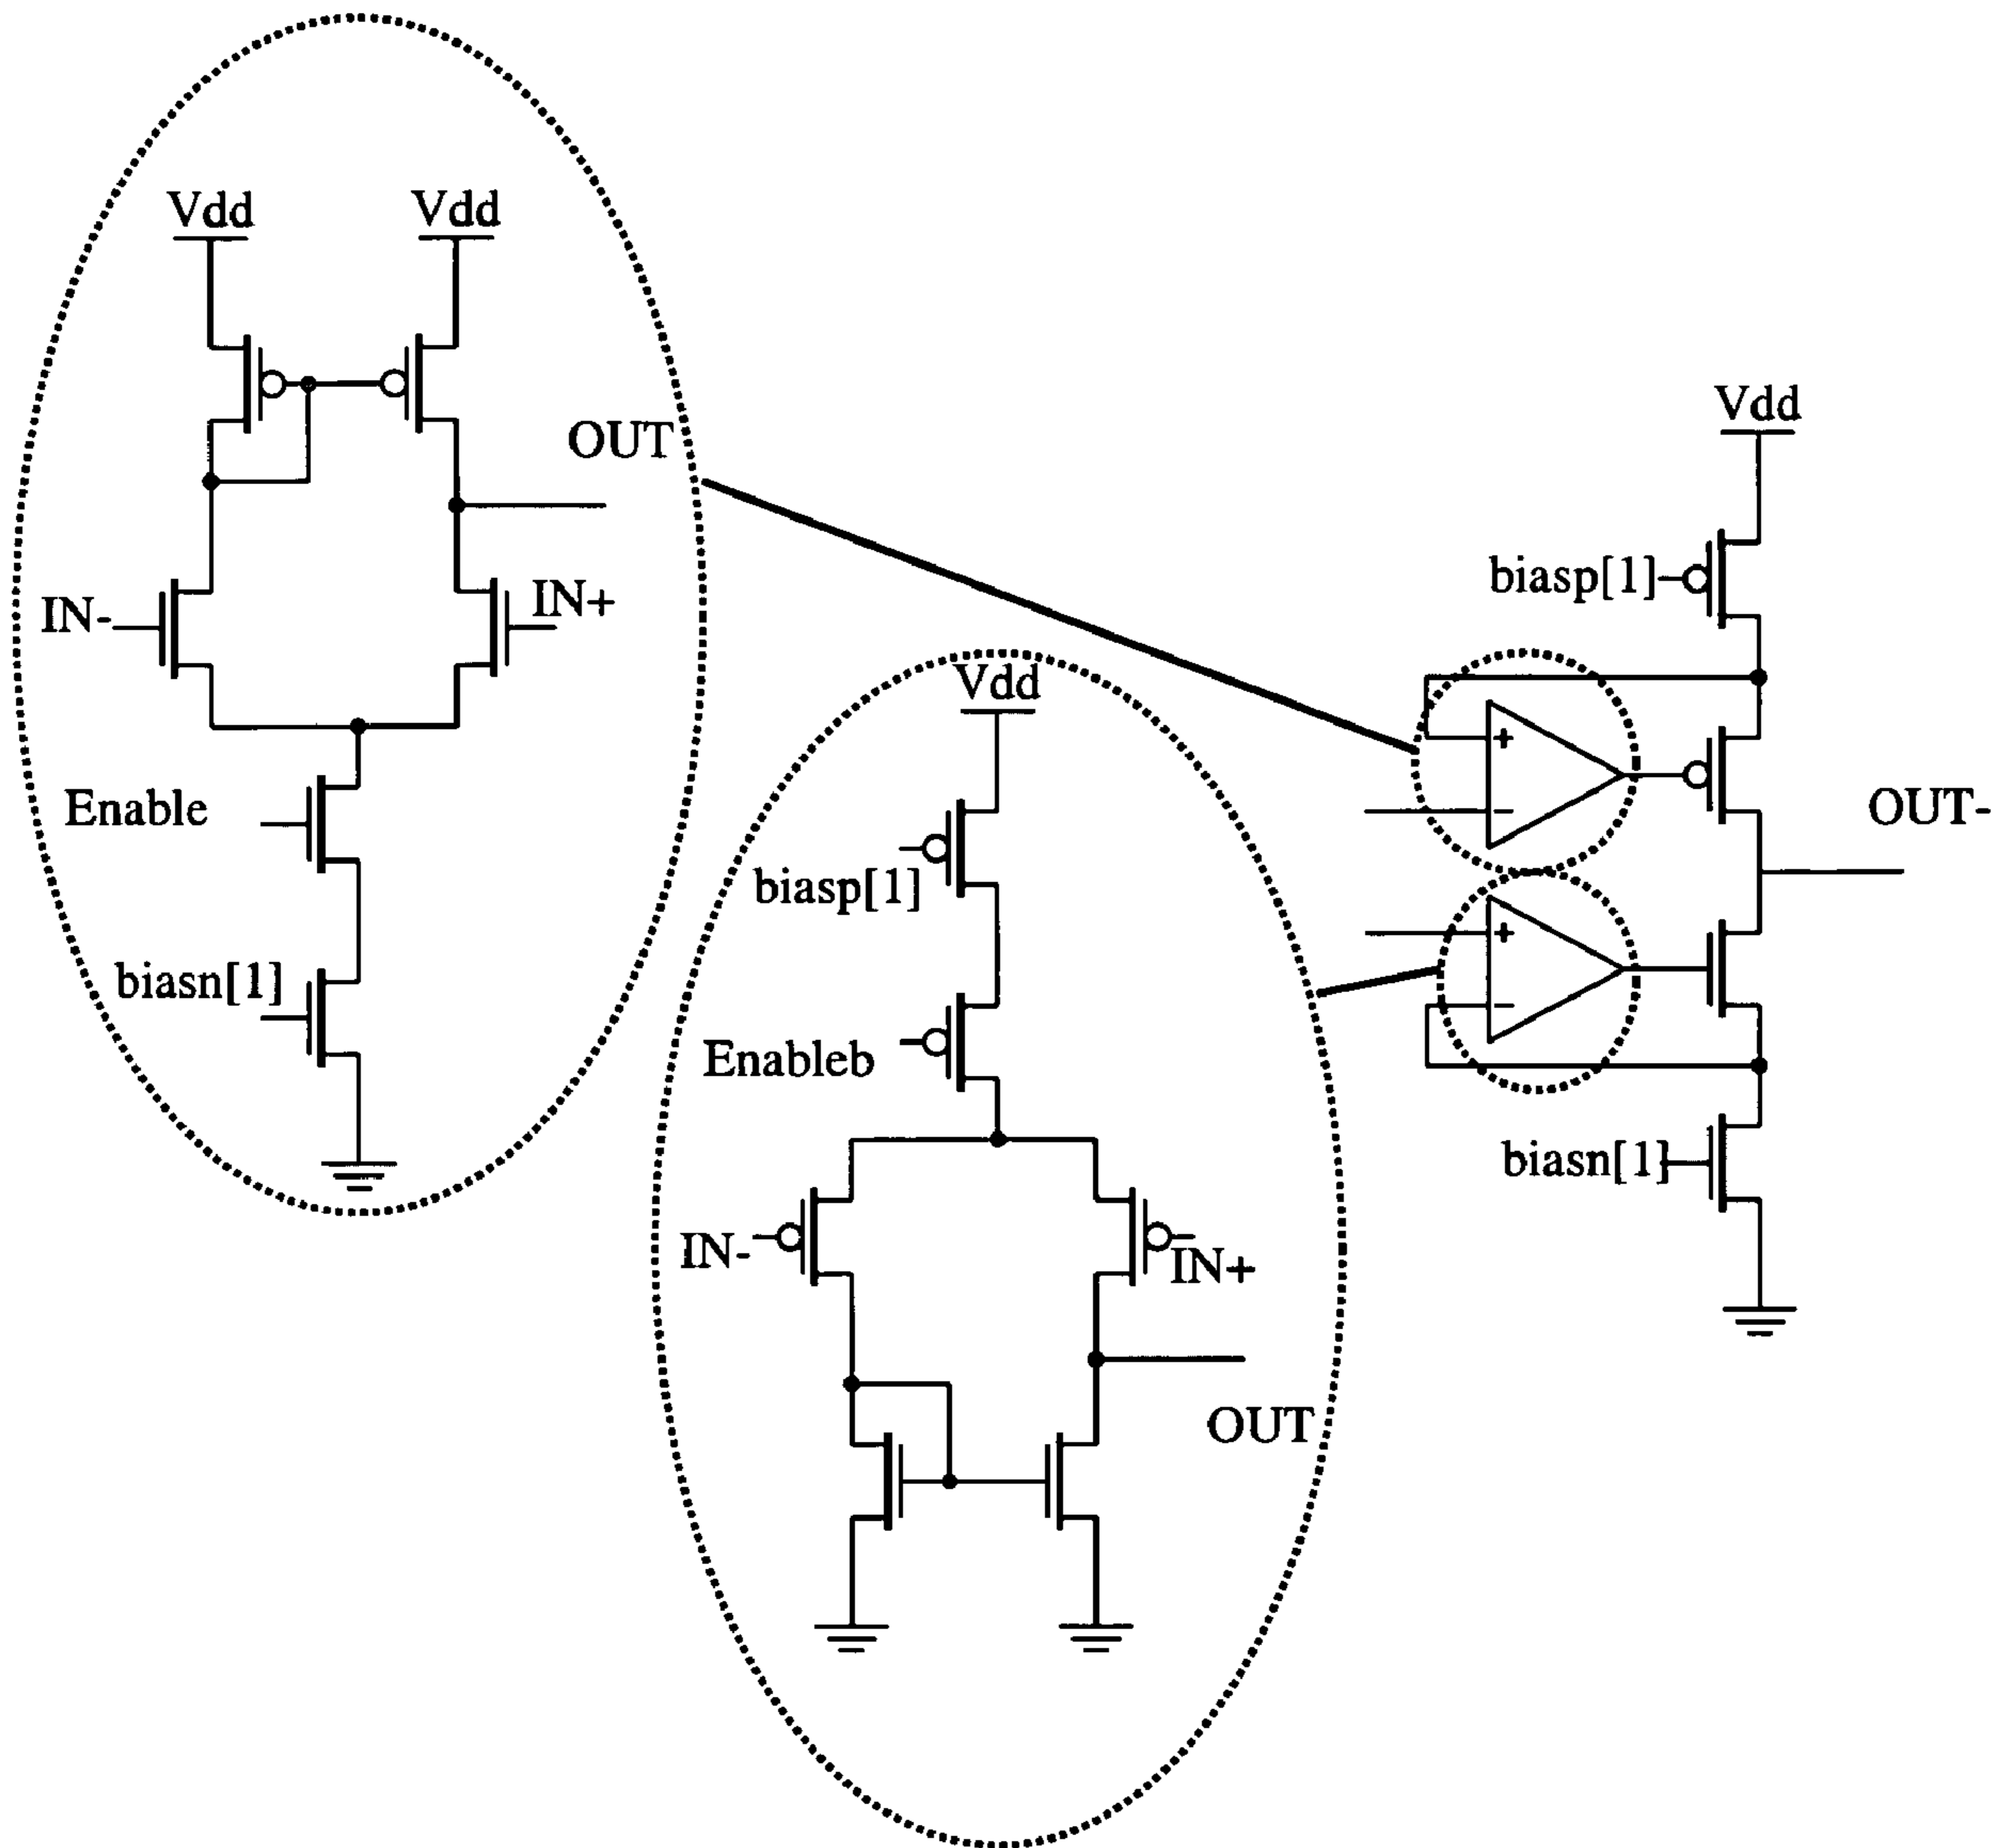 Vdd
Vdd
OUT
IN-
IN+
Enable
biasn[1]
Vdd
biasp[1]
Enableb
IN-
IN+
OUT
Vdd
biasp[1]
+
-
OUT-
+
-
biasn[1]